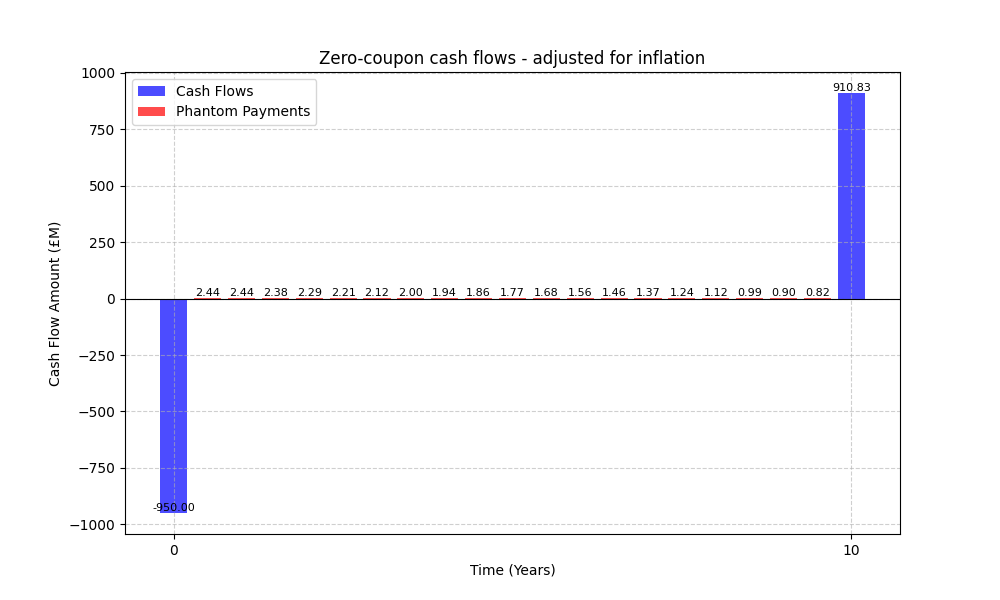 Zero-coupon cash flows - adjusted for inflation
Cash Flow Amount (£M)
1000
750
500
250
0
−250
−500
−750
−1000
Cash Flows
Phantom Payments
910.83
2.44 2.44 2.38 2.29 2.21 2.12 2.00 1.94 1.86 1.77 1.68 1.56 1.46 1.37 1.24 1.12 0.99 0.90 0.82
-950.00
0 10
Time (Years)